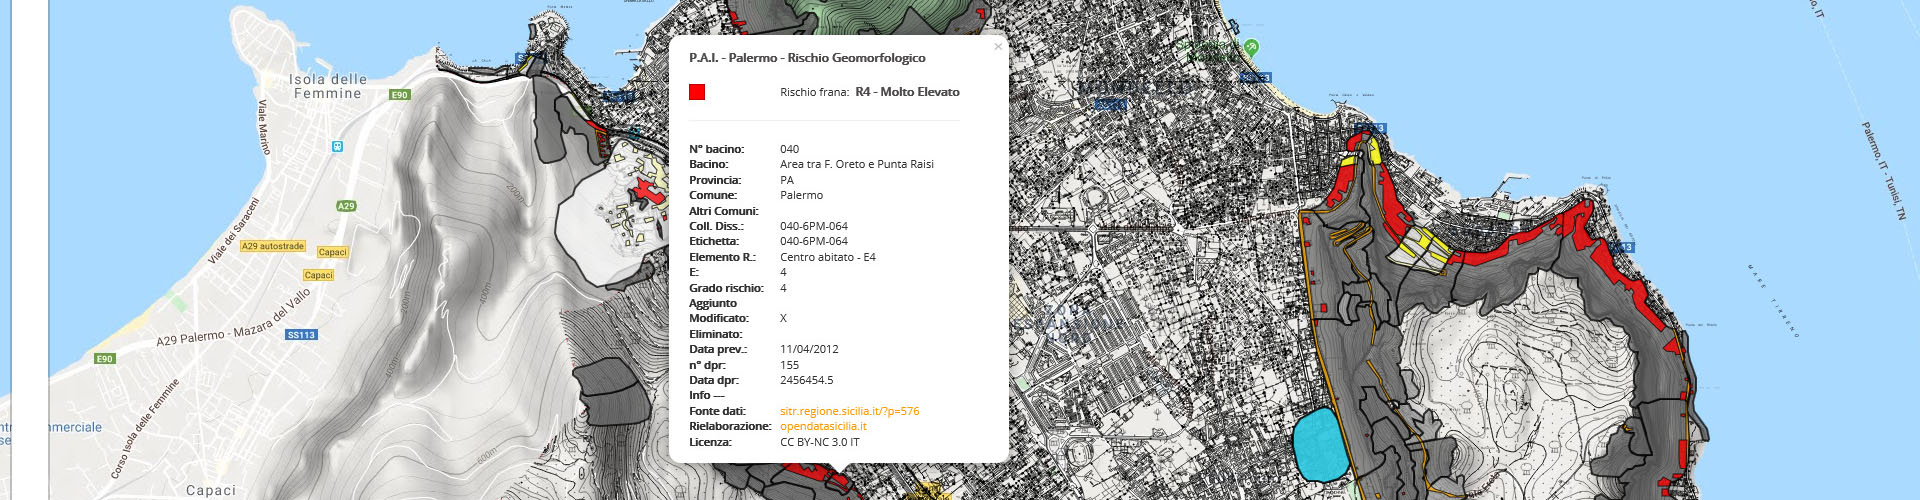 Isola delle
Femmine
E90
Viale Marino
A29
Viale dei Saraceni
A29 autostrade
Capaci
Capaci
A29 Palermo - Mazara del Vallo
SS113
E90
Corso Isola delle Femmine
Capaci
200m
400m
200m
400m
600m
P.A.I. - Palermo - Rischio Geomorfologico
×
Rischio frana: R4 - Molto Elevato
N° bacino: 040
Bacino: Area tra F. Oreto e Punta Raisi
Provincia: PA
Comune: Palermo
Altri Comuni:
Coll. Diss.: 040-6PM-064
Etichetta: 040-6PM-064
Elemento R.: Centro abitato - E4
E: 4
Grado rischio: 4
Aggiunto
Modificato: X
Eliminato:
Data prev.: 11/04/2012
n° dpr: 155
Data dpr: 2456454.5
Info ---
Fonte dati: sitr.regione.sicilia.it/?p=576
Rielaborazione: opendatasicilia.it
Licenza: CC BY-NC 3.0 IT
Palermo, IT - Tunisi, TN
MARE TIRRENO